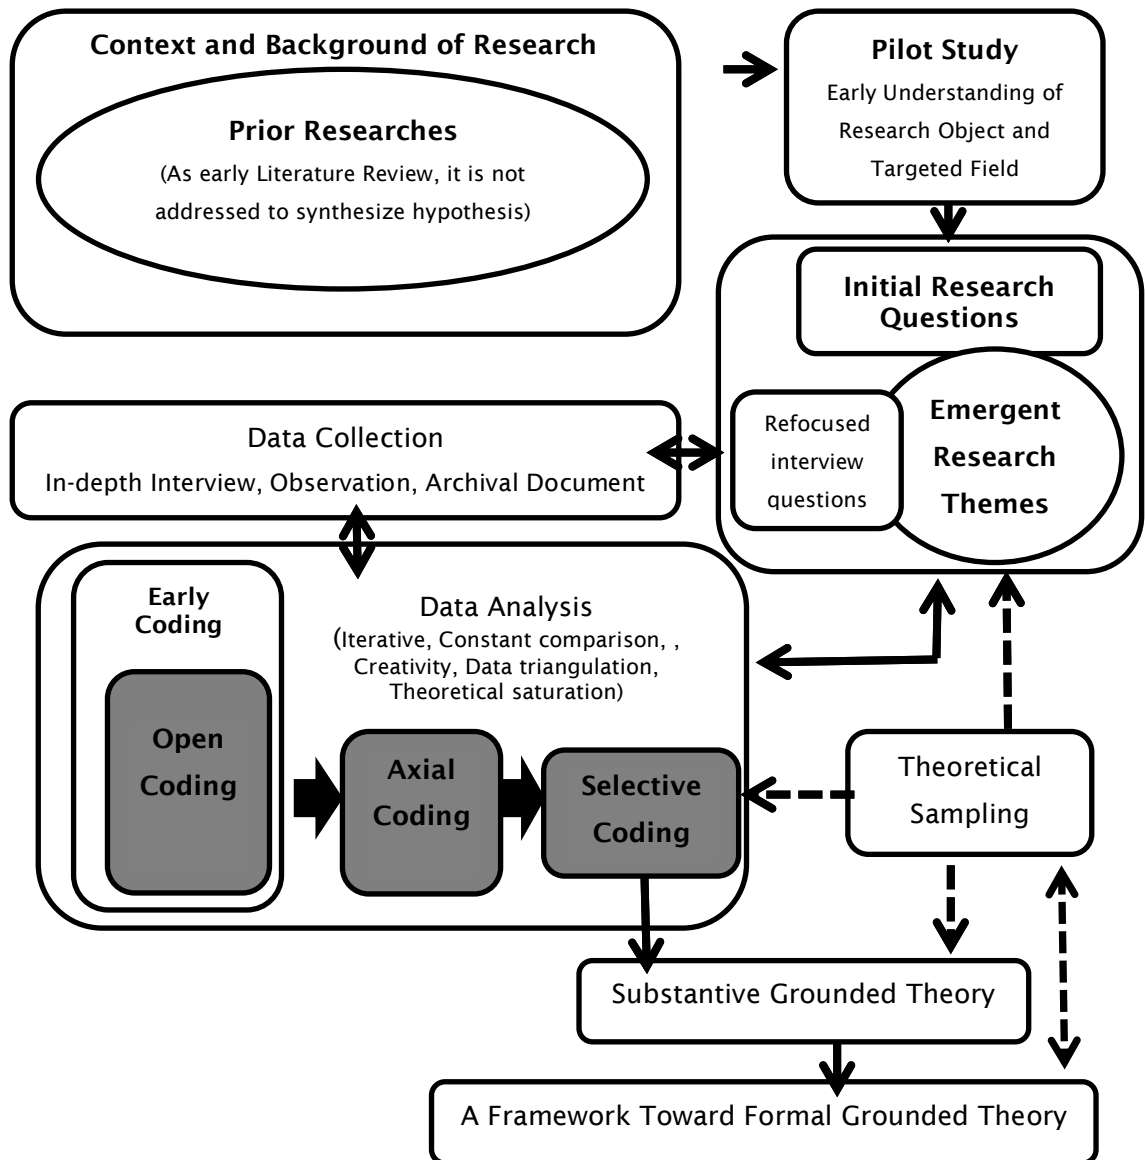 Context and Background of Research
Prior Researches
(As early Literature Review, it is not
addressed to synthesize hypothesis)
Pilot Study
Early Understanding of
Research Object and
Targeted Field
Initial Research
Questions
Refocused
interview
questions
Emergent
Research
Themes
Data Collection
In-depth Interview, Observation, Archival Document
Early
Coding
Data Analysis
(Iterative, Constant comparison, ,
Creativity, Data triangulation,
Theoretical saturation)
Open
Coding
Axial
Coding
Selective
Coding
Theoretical
Sampling
Substantive Grounded Theory
A Framework Toward Formal Grounded Theory